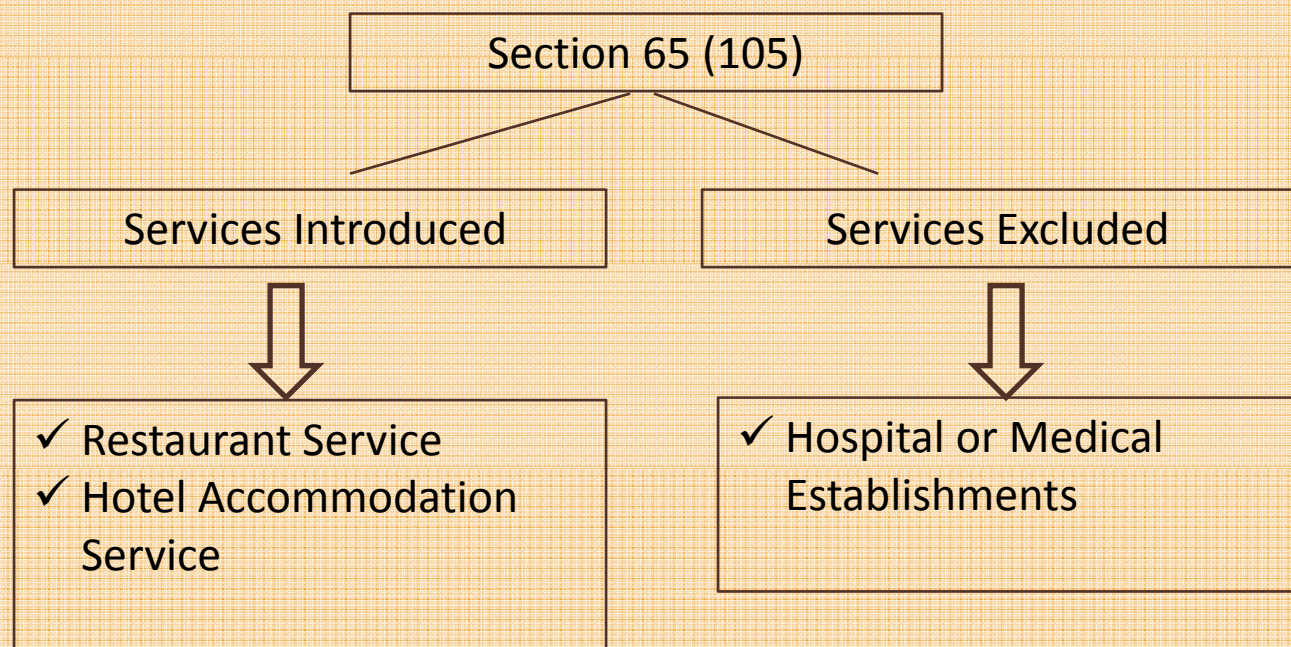 Section 65 (105)
Services Introduced
Services Excluded
✓ Restaurant Service
✓ Hotel Accommodation
Service
✓ Hospital or Medical
Establishments